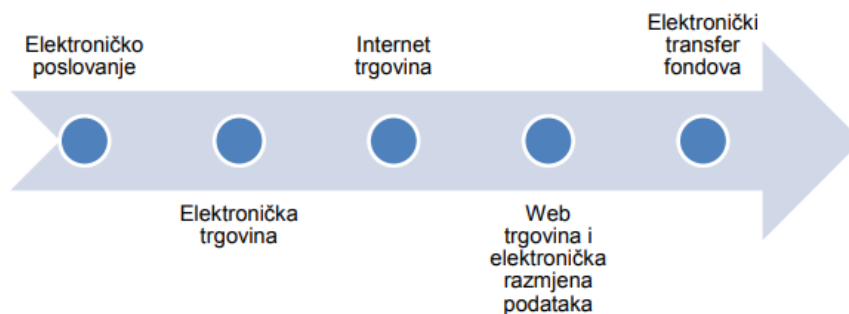 Elektroničko
poslovanje
Elektronička
trgovina
Internet
trgovina
Web
trgovina i
elektronička
razmjena
podataka
Elektronički
transfer
fondova